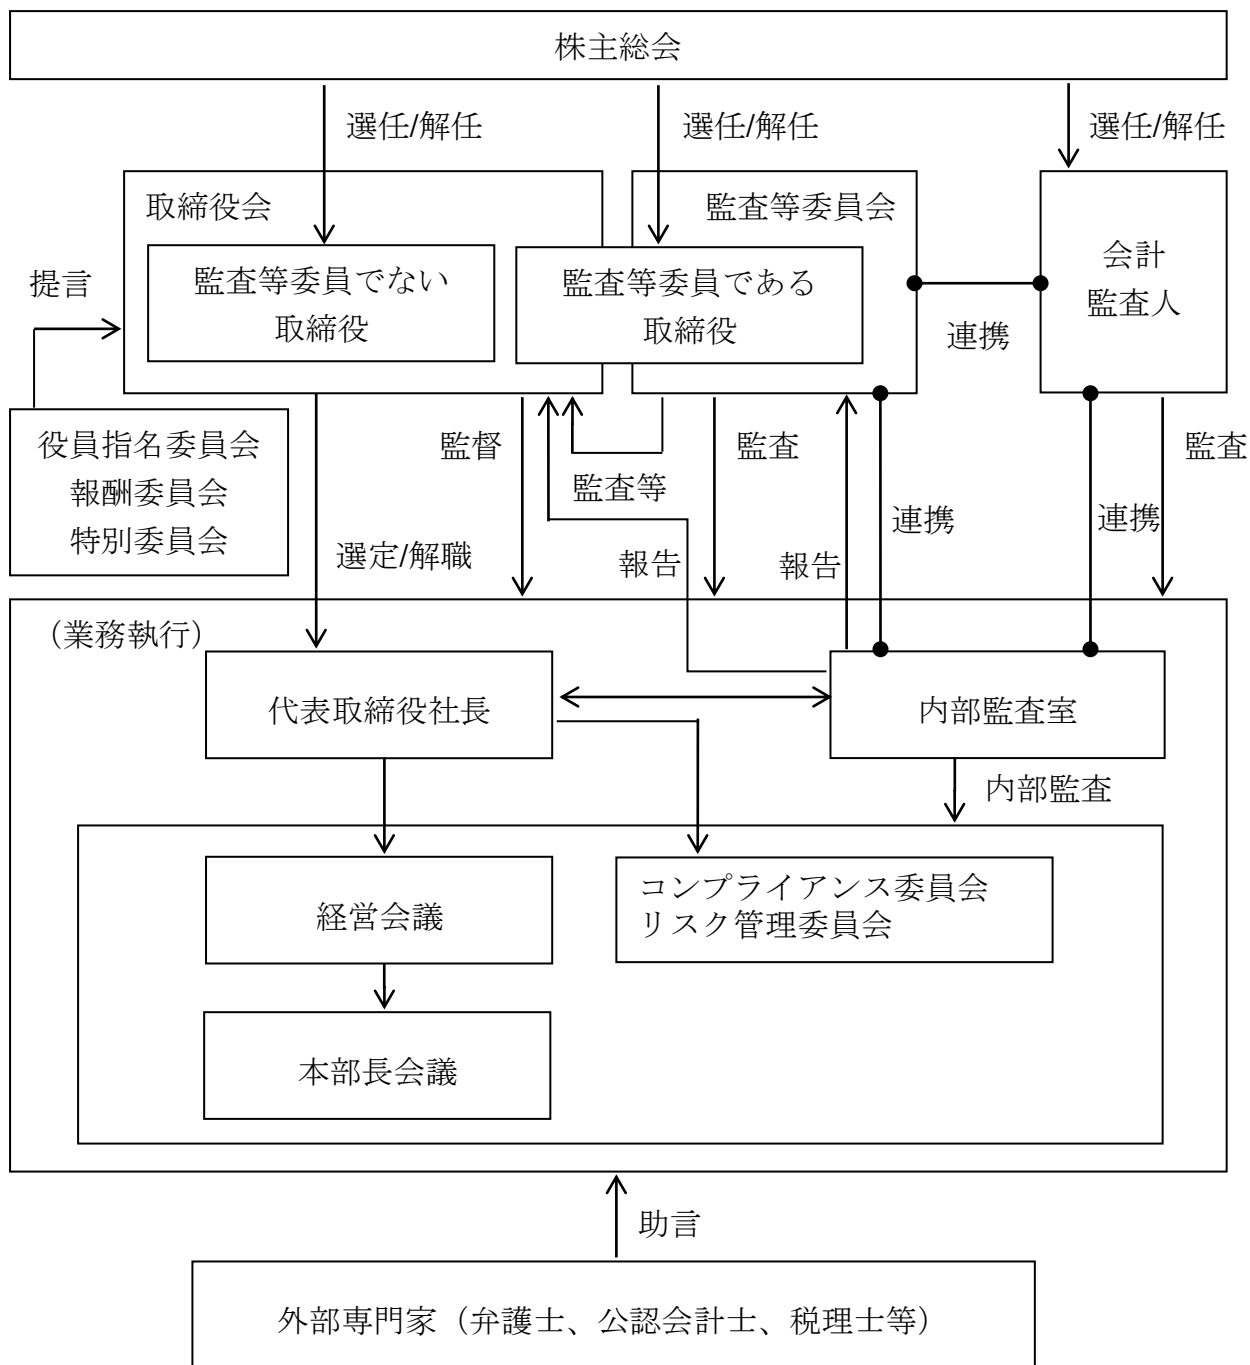 株主総会
選任/解任
選任/解任
選任/解任
取締役会
監査等委員会
監査等委員でない
取締役
監査等委員である
取締役
会計
監査人
提言
連携
役員指名委員会
報酬委員会
特別委員会
監督
監査等
監査
監査
選定/解職
報告
報告
連携
連携
（業務執行）
代表取締役社長
内部監査室
内部監査
経営会議
コンプライアンス委員会
リスク管理委員会
本部長会議
助言
外部専門家（弁護士、公認会計士、税理士等）